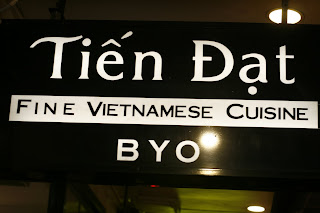 Tiến Đạt
FINE VIETNAMESE CUISINE
BYO